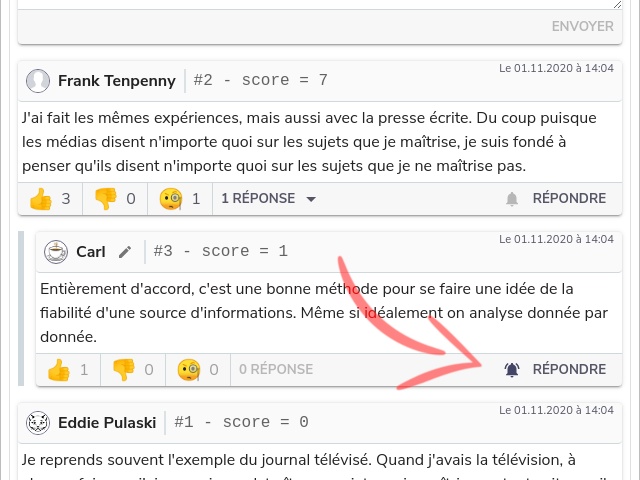 ENVOYER
Le 01.11.2020 à 14:04
Frank Tenpenny #2 - score = 7
J'ai fait les mêmes expériences, mais aussi avec la presse écrite. Du coup puisque
les médias disent n'importe quoi sur les sujets que je maîtrise, je suis fondé à
penser qu'ils disent n'importe quoi sur les sujets que je ne maîtrise pas.
3 0 1 1 RÉPONSE RÉPONDRE
Le 01.11.2020 à 14:04
Carl #3 - score = 1
Entièrement d'accord, c'est une bonne méthode pour se faire une idée de la
fiabilité d'une source d'informations. Même si idéalement on analyse donnée par
donnée.
1 0 0 0 RÉPONSE RÉPONDRE
Le 01.11.2020 à 14:04
Eddie Pulaski #1 - score = 0
Je reprends souvent l'exemple du journal télévisé. Quand j'avais la télévision, à